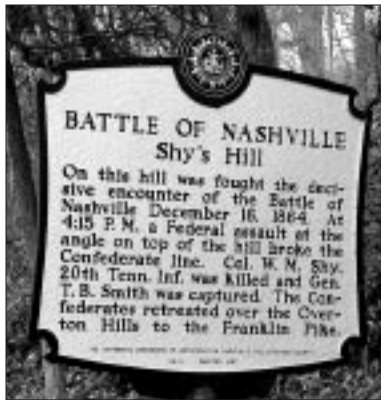 BATTLE OF NASHVILLE
Shy's Hill
On this hill was fought the deci-
sive encounter of the Battle of
Nashville December 16, 1864. At
4:15 P.M. a Federal assault at the
angle on top of the hill broke the
Confederate line. Col. W. M. Shy,
20th Tenn. Inf. was killed and Gen.
T. B. Smith was captured. The Con-
federates retreated over the Over-
ton Hills to the Franklin Pike.